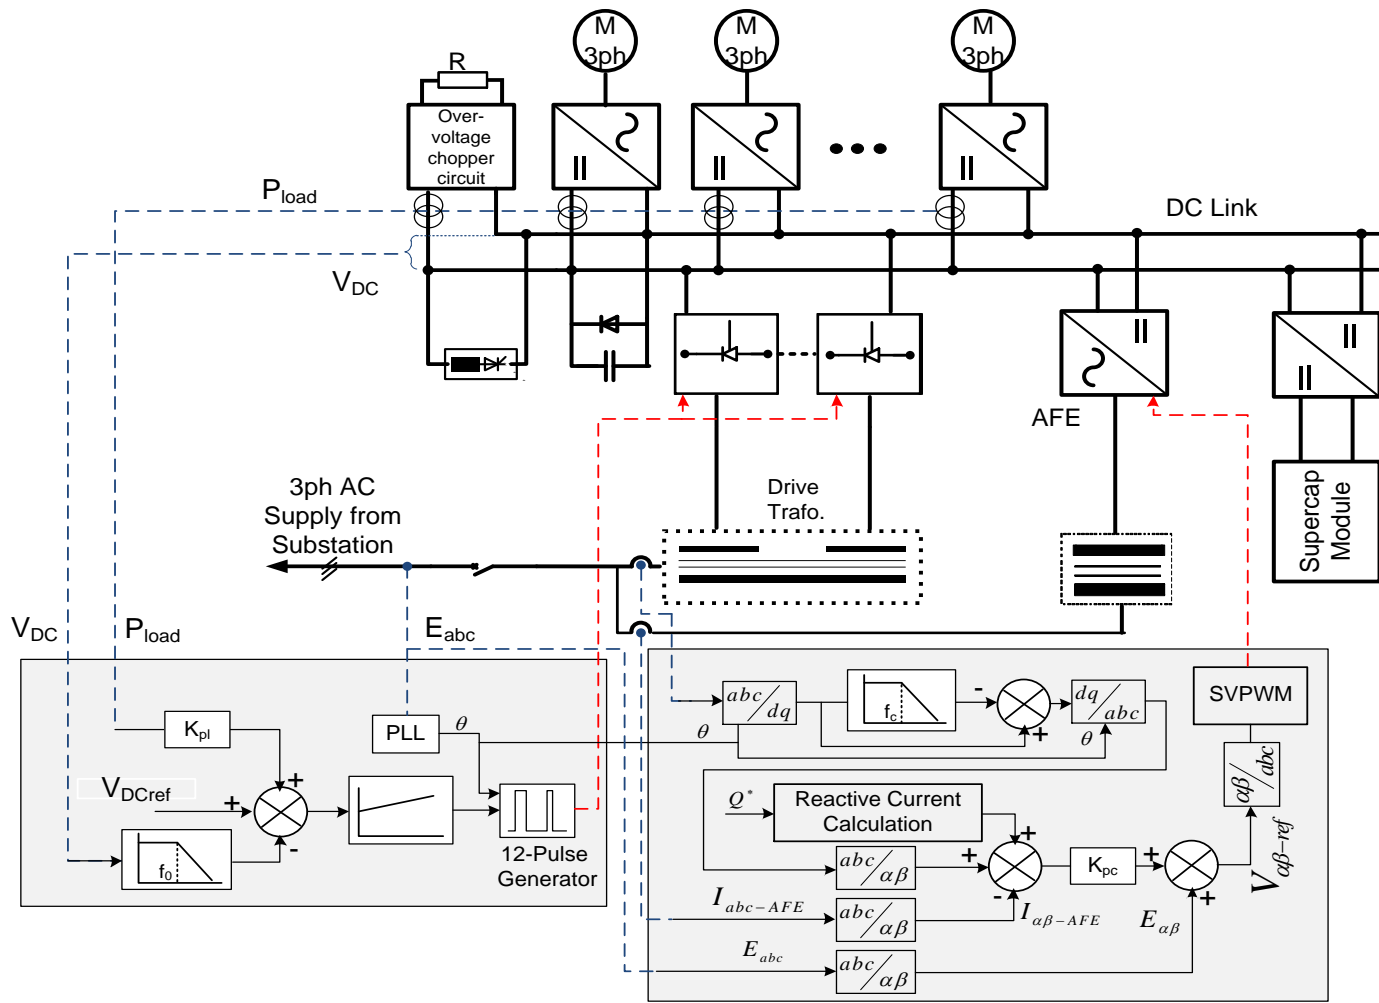 M
3ph
M
3ph
M
3ph
R
Over-
voltage
chopper
circuit
P_load
DC Link
V_DC
AFE
3ph AC
Supply from
Substation
Drive
Trafo.
Supercap
Module
V_DC
P_load
E_abc
K_pl
PLL
θ
θ
V_DCref
+
+
-
f_0
12-Pulse
Generator
abc/dq
f_c
-
+
dq/abc
θ
SVPWM
αβ/abc
Q*
Reactive Current
Calculation
+
+
-
abc/αβ
K_pc
+
+
V_αβ-ref
I_abc-AFE
abc/αβ
I_αβ-AFE
E_αβ
E_abc
abc/αβ